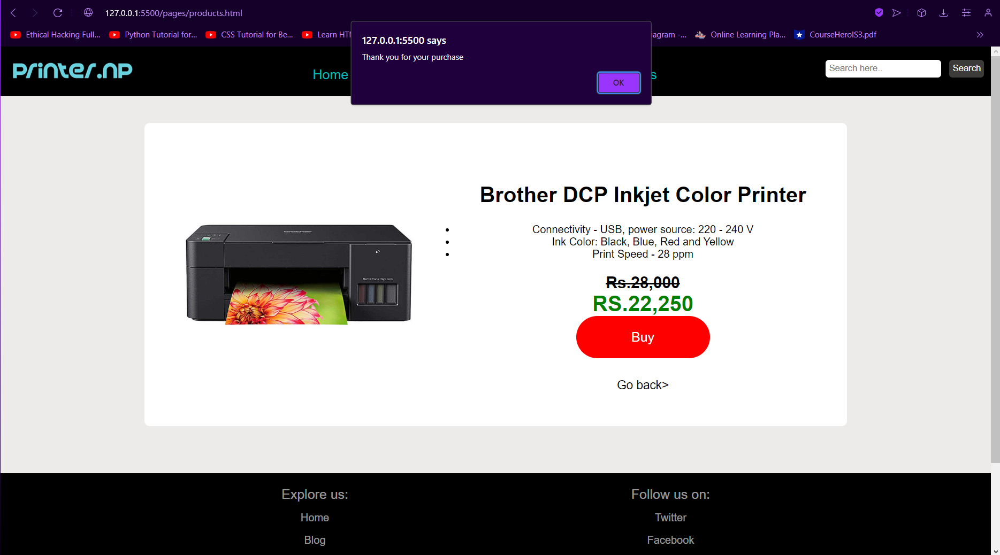 127.0.0.1:5500/pages/products.html
Ethical Hacking Full...
Python Tutorial for...
CSS Tutorial for Be...
Learn HTM
iagram -...
Online Learning Pla...
CourseHeroIS3.pdf
127.0.0.1:5500 says
Thank you for your purchase
OK
Printer.NP
Home
s
Search here..
Search
Brother DCP Inkjet Color Printer
• Connectivity - USB, power source: 220 - 240 V
• Ink Color: Black, Blue, Red and Yellow
• Print Speed - 28 ppm
brother
Refill Tank System
Rs.28,000
RS.22,250
Buy
Go back>
Explore us:
Home
Blog
Follow us on:
Twitter
Facebook